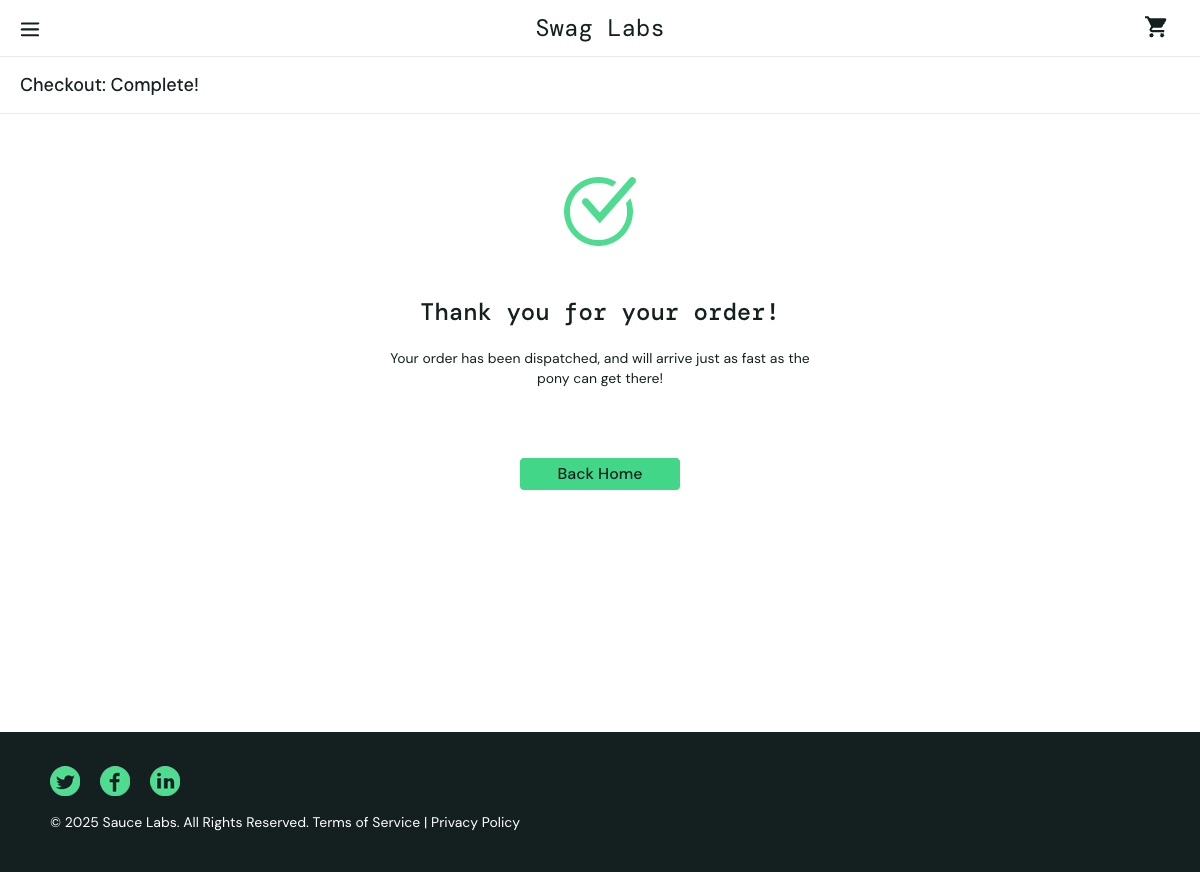 Swag Labs
Checkout: Complete!
Thank you for your order!
Your order has been dispatched, and will arrive just as fast as the
pony can get there!
Back Home
© 2025 Sauce Labs. All Rights Reserved. Terms of Service | Privacy Policy